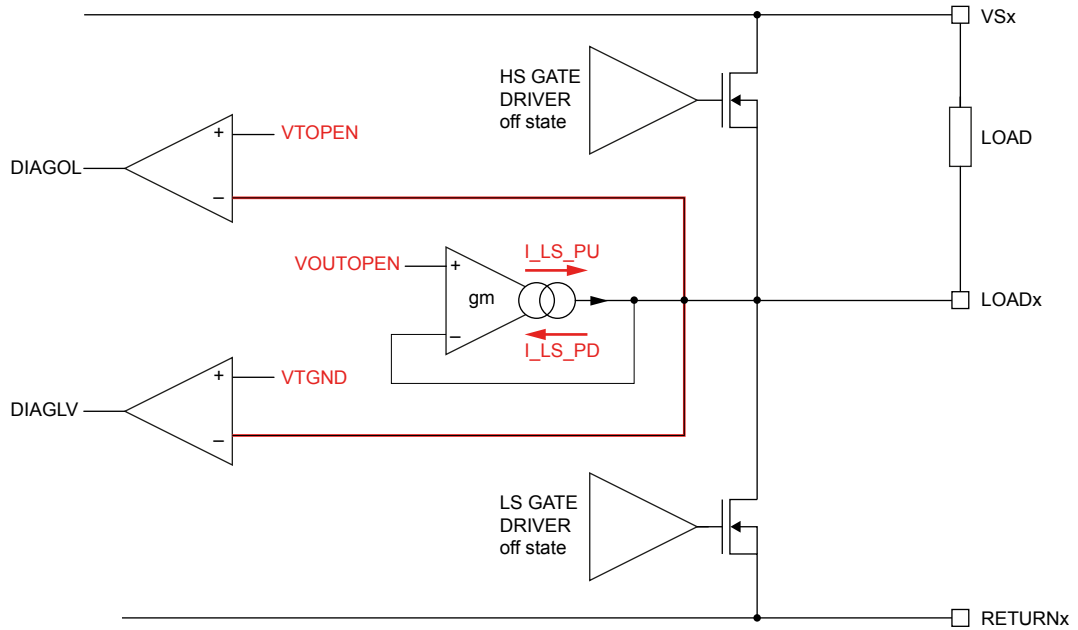 VSx
HS GATE
DRIVER
off state
+
VTOPEN
LOAD
DIAGOL
–
I_LS_PU
VOUTOPEN
+
gm
LOADx
–
I_LS_PD
+
VTGND
DIAGLV
–
LS GATE
DRIVER
off state
RETURNx